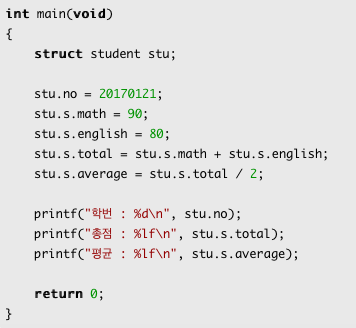 int main(void)
{
    struct student stu;

    stu.no = 20170121;
    stu.s.math = 90;
    stu.s.english = 80;
    stu.s.total = stu.s.math + stu.s.english;
    stu.s.average = stu.s.total / 2;

    printf("학번 : %d\n", stu.no);
    printf("총점 : %lf\n", stu.s.total);
    printf("평균 : %lf\n", stu.s.average);

    return 0;
}